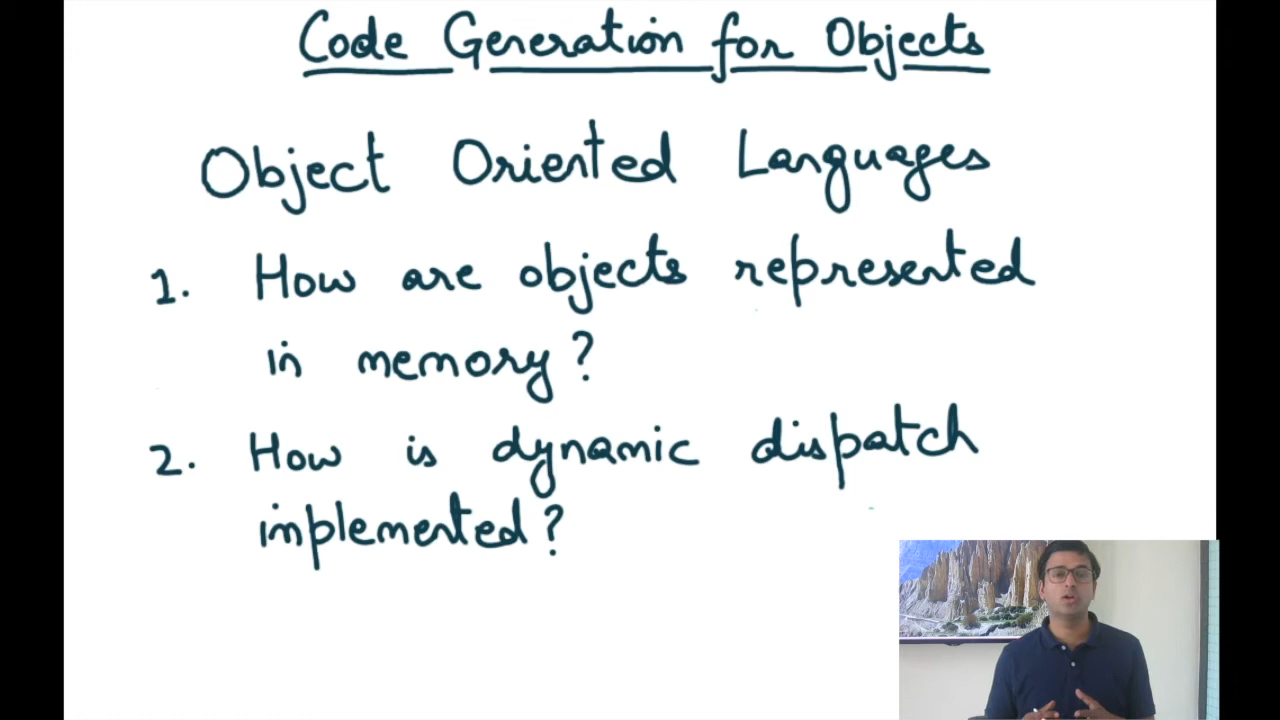 Code Generation for Objects
Object Oriented Languages
1. How are objects represented
in memory?
2. How is dynamic dispatch
implemented?